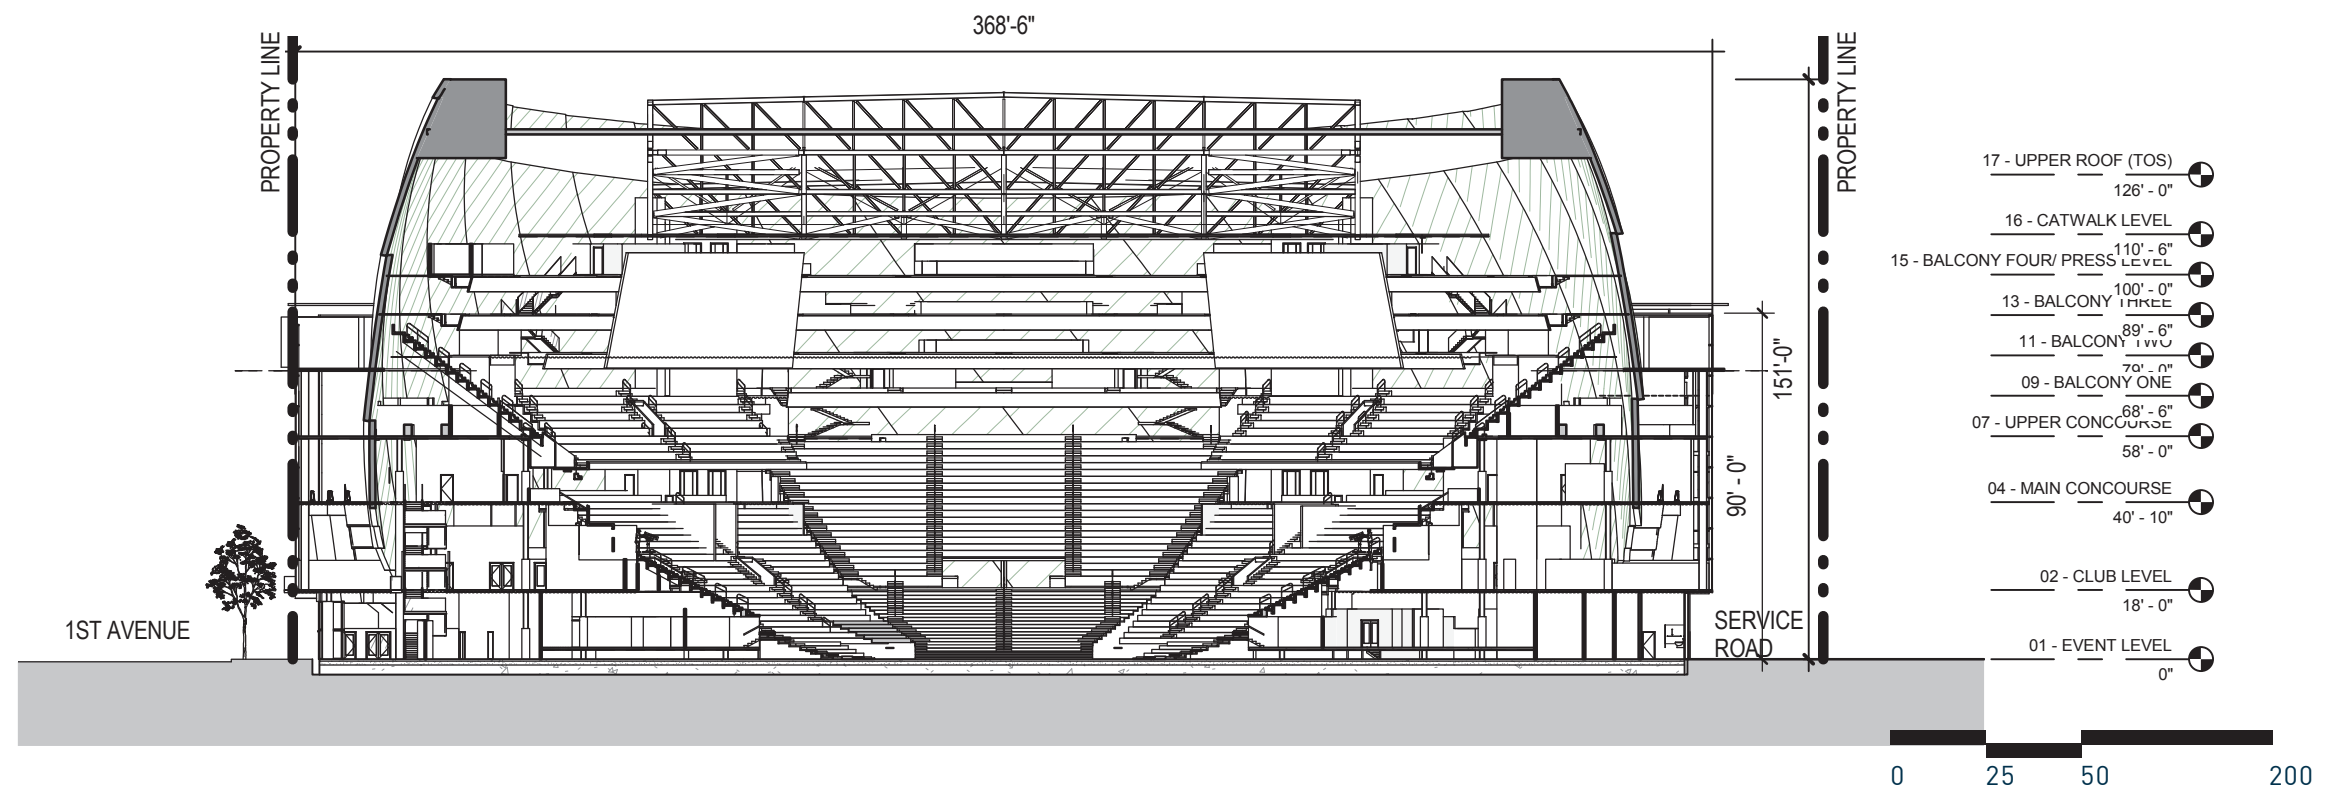 368'-6"
PROPERTY LINE
PROPERTY LINE
17 - UPPER ROOF (TOS)
126' - 0"
16 - CATWALK LEVEL
110' - 6"
15 - BALCONY FOUR/ PRESS LEVEL
100' - 0"
13 - BALCONY THREE
89' - 6"
11 - BALCONY TWO
79' - 0"
09 - BALCONY ONE
68' - 6"
07 - UPPER CONCOURSE
58' - 0"
04 - MAIN CONCOURSE
40' - 10"
02 - CLUB LEVEL
18' - 0"
01 - EVENT LEVEL
0"
151'-0"
90' - 0"
1ST AVENUE
SERVICE
ROAD
0 25 50 200